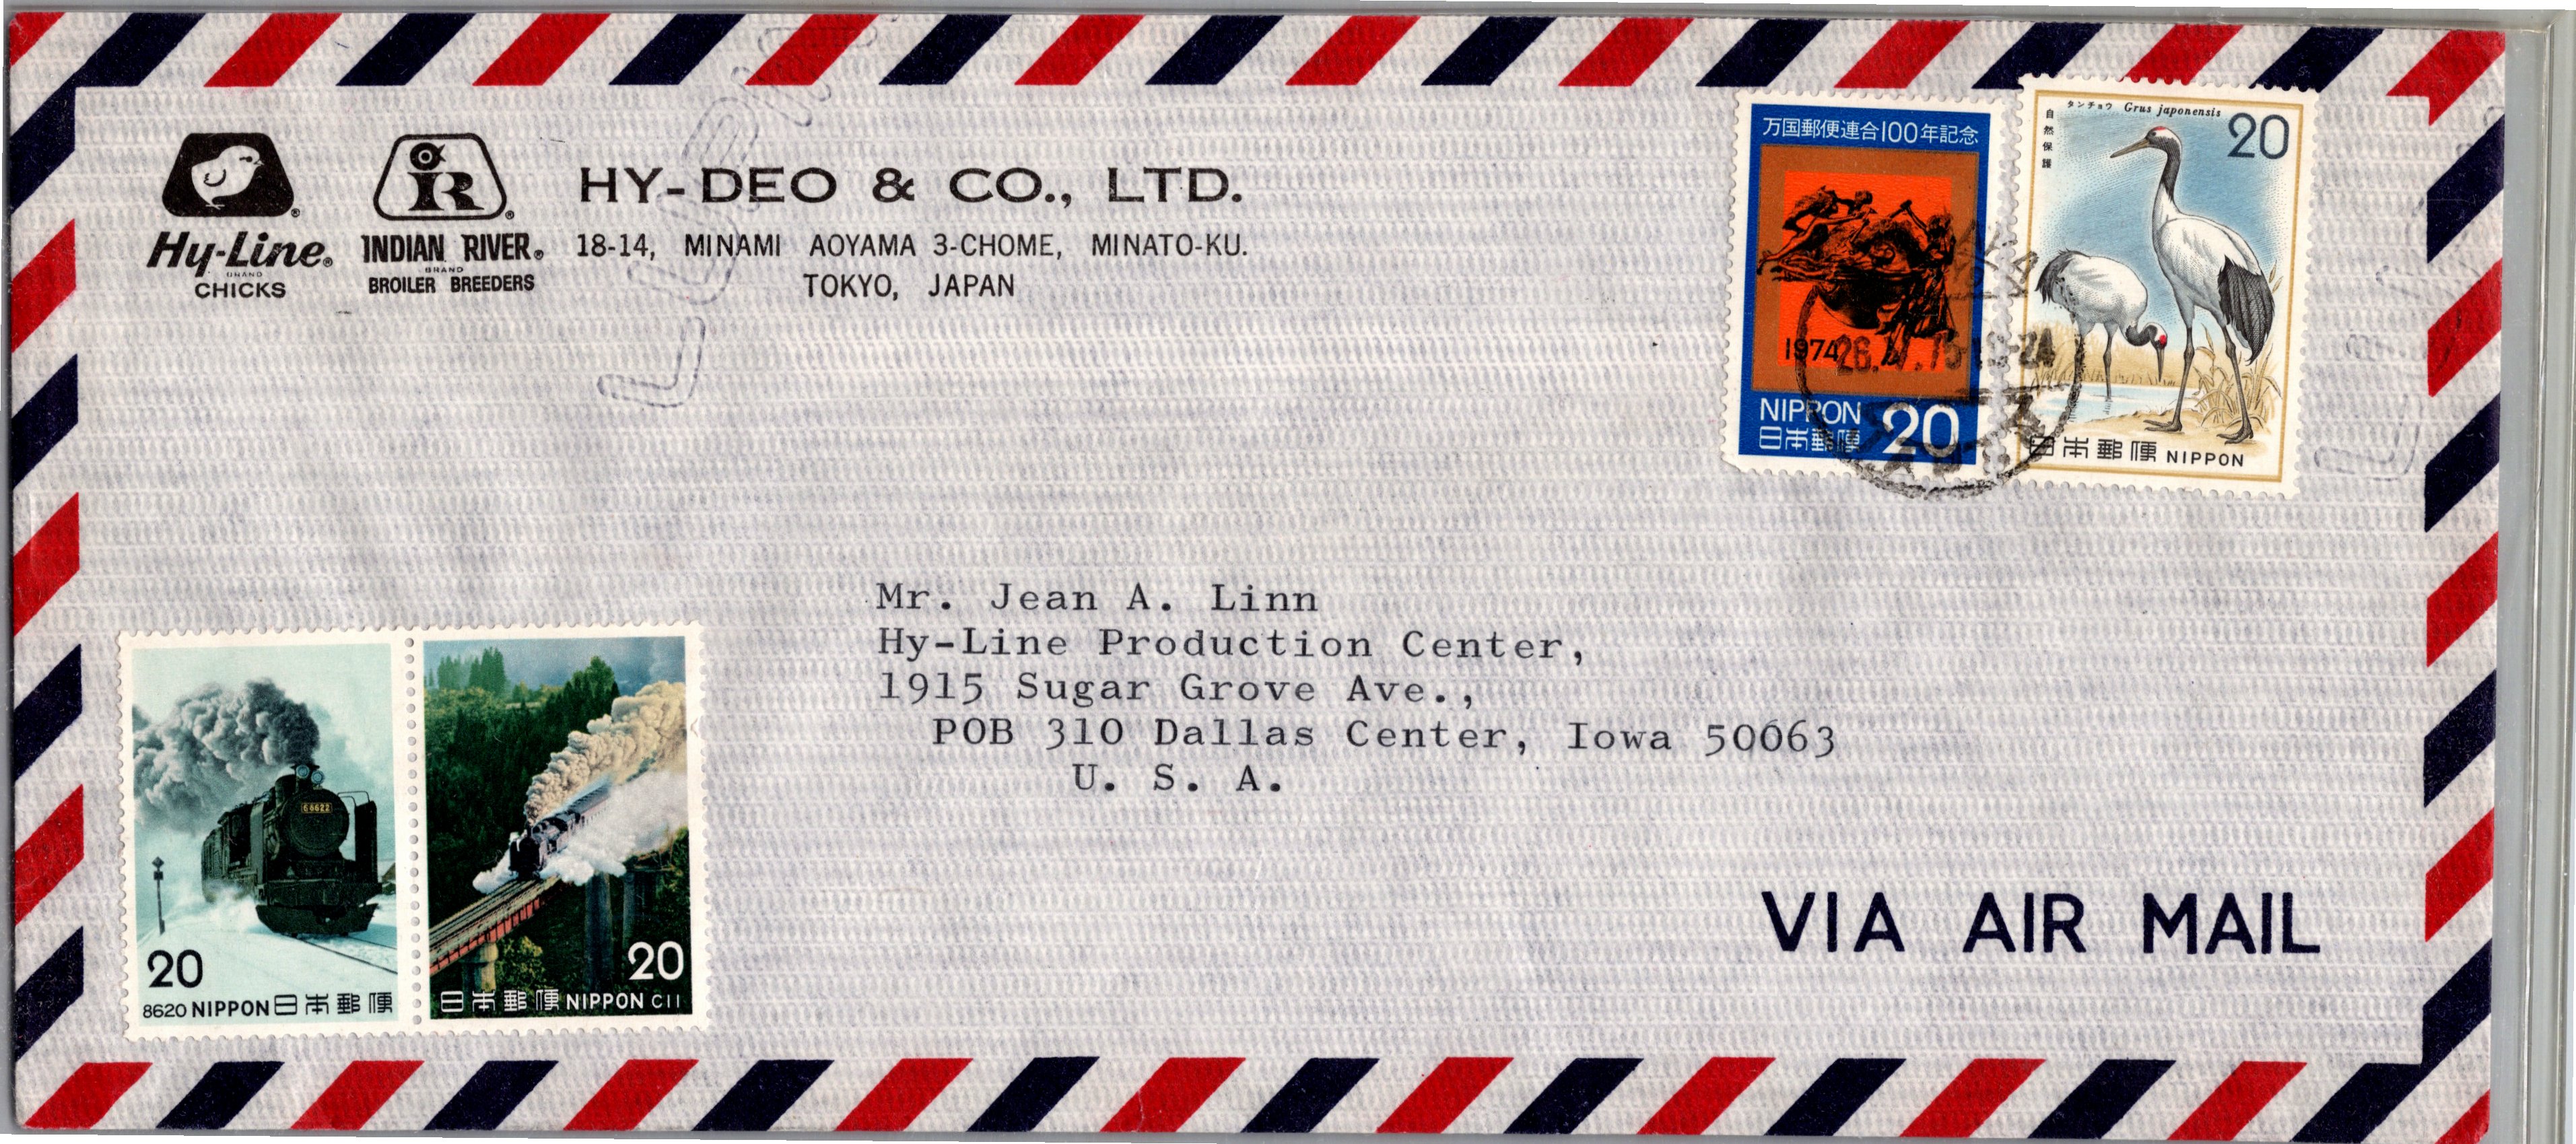 Hy-Line®
BRAND
CHICKS
IR
INDIAN RIVER®
BRAND
BROILER BREEDERS
HY-DEO & CO., LTD.
18-14, MINAMI AOYAMA 3-CHOME, MINATO-KU.
TOKYO, JAPAN
万国郵便連合100年記念
1974
NIPPON
日本郵便 20
タンチョウ Grus japonensis
自然保護
20
日本郵便 NIPPON
Mr. Jean A. Linn
Hy-Line Production Center,
1915 Sugar Grove Ave.,
POB 310 Dallas Center, Iowa 50063
U. S. A.
68622
20
8620 NIPPON 日本郵便
20
日本郵便 NIPPON C11
VIA AIR MAIL